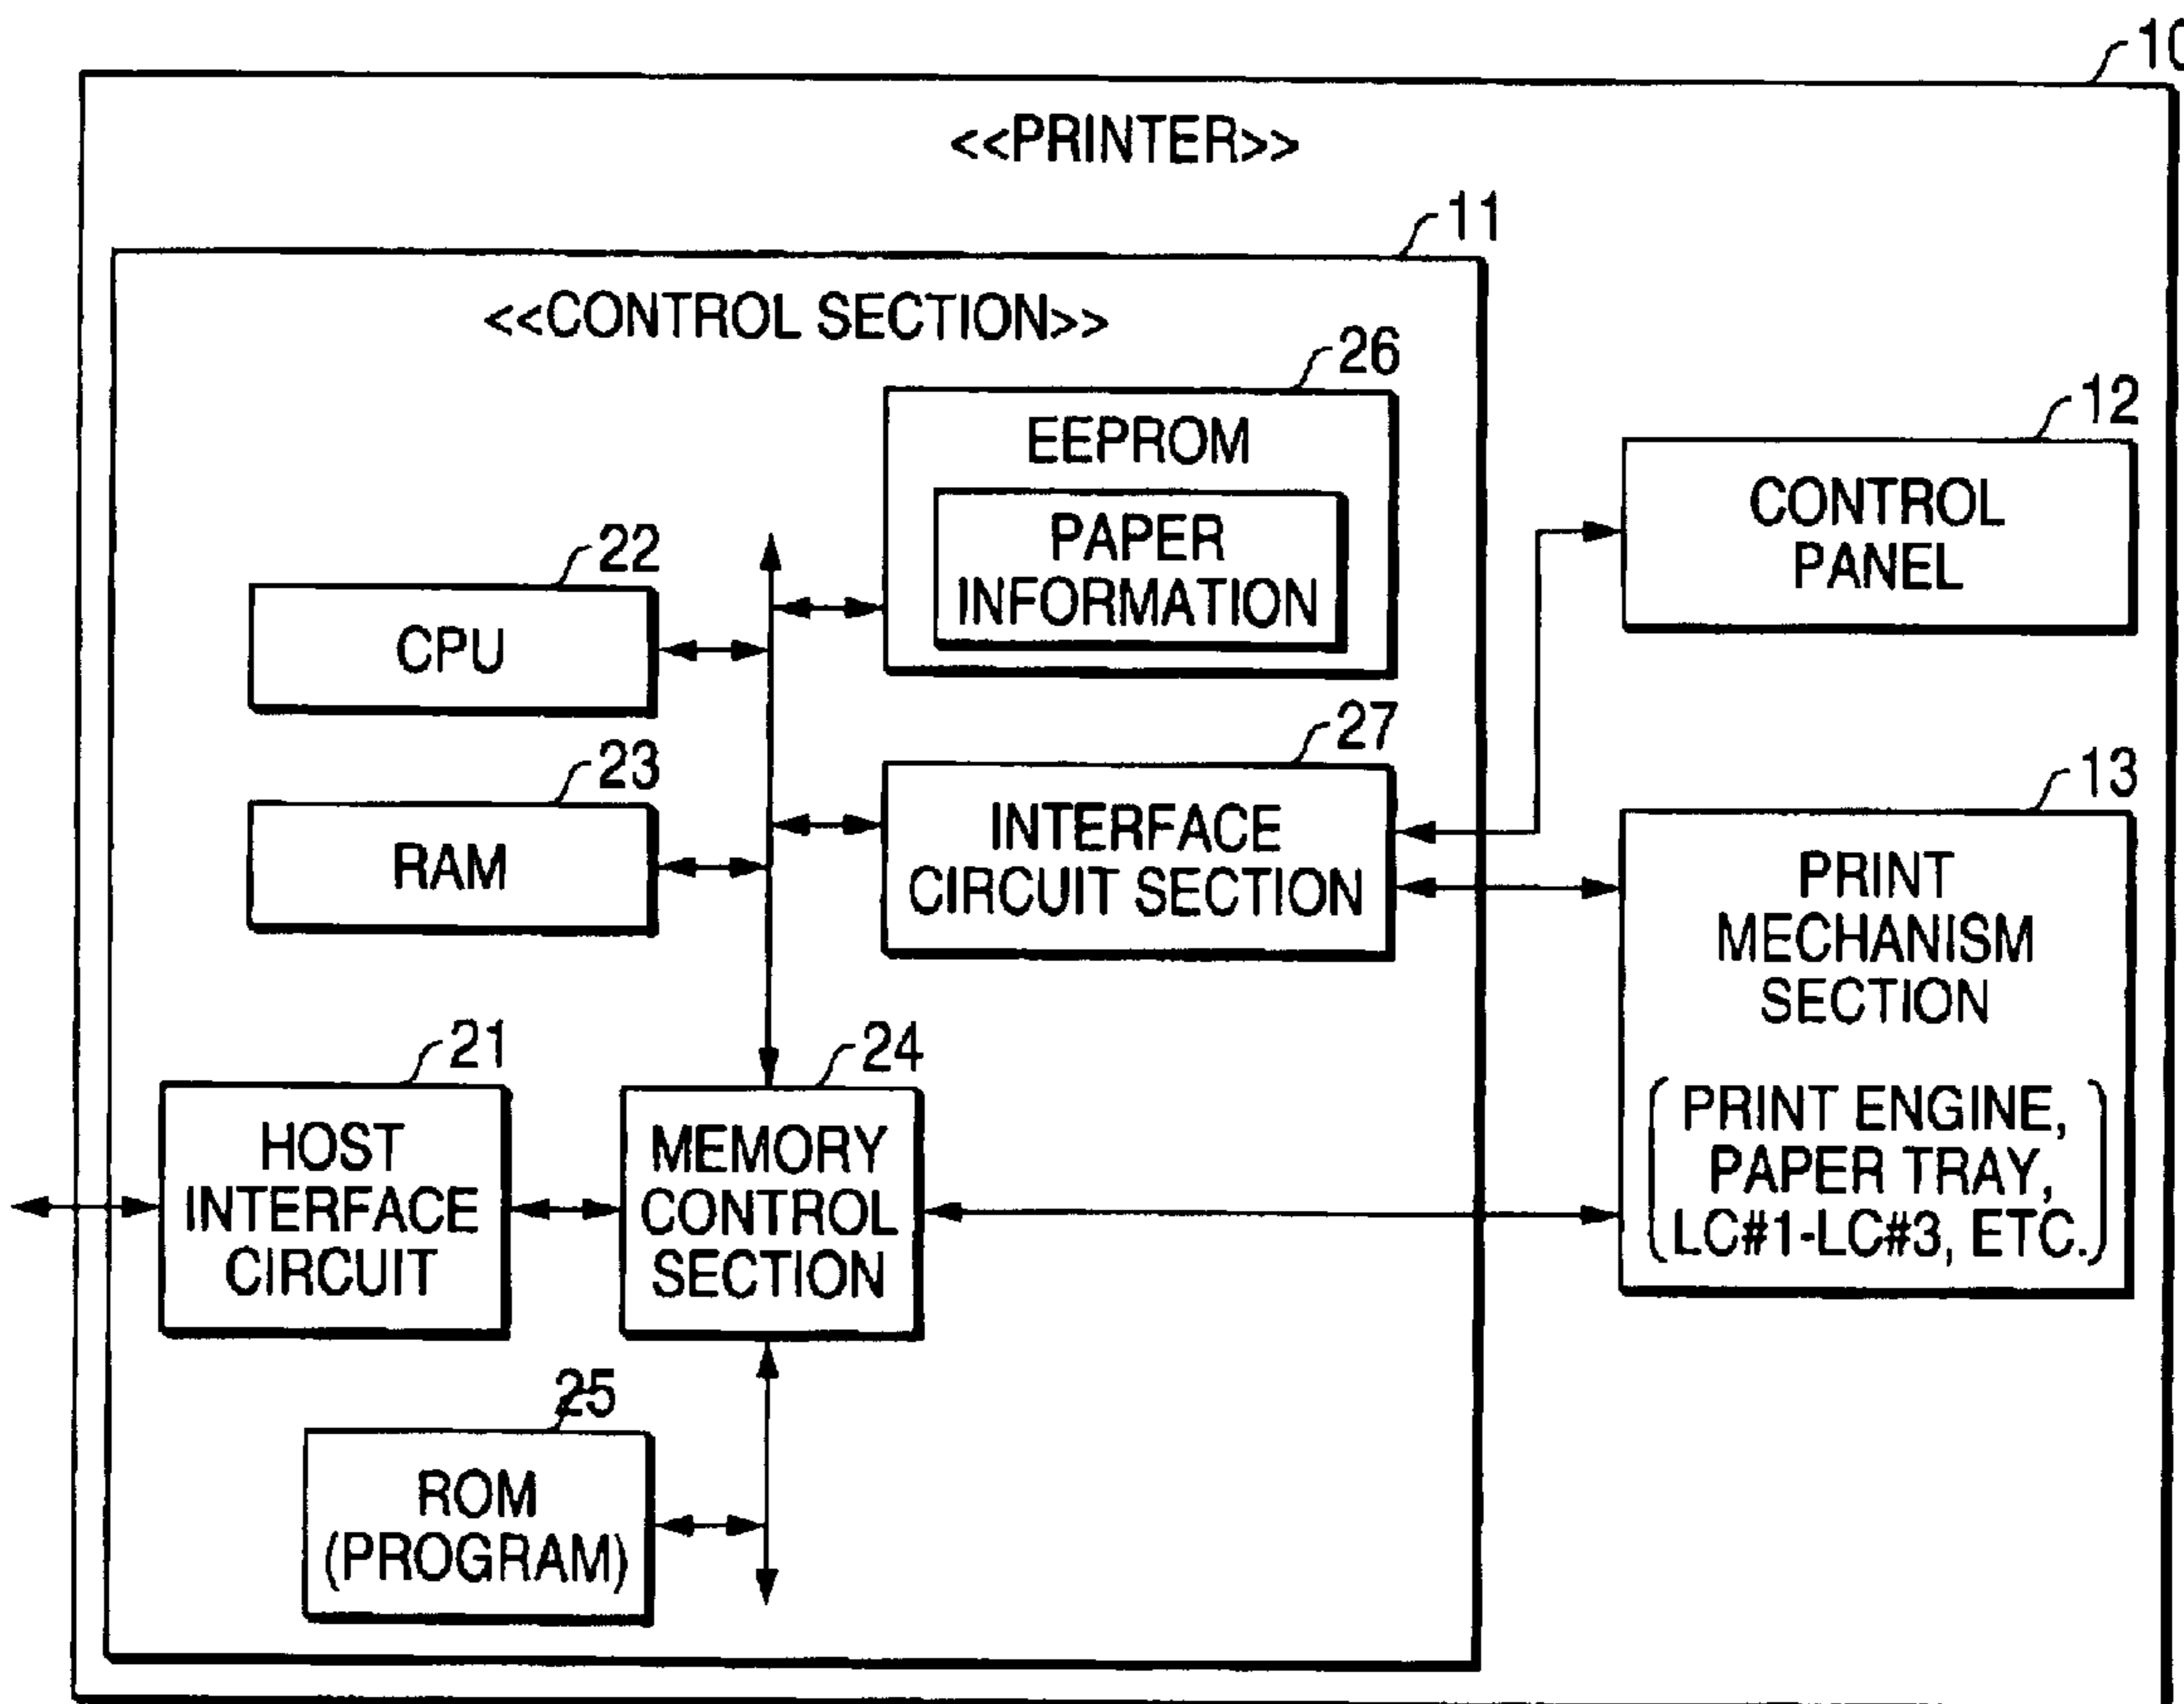 10
<<PRINTER>>
11
<<CONTROL SECTION>>
26
EEPROM
PAPER
INFORMATION
12
CONTROL
PANEL
22
CPU
27
INTERFACE
CIRCUIT SECTION
23
RAM
13
PRINT
MECHANISM
SECTION
(PRINT ENGINE,
PAPER TRAY,
LC#1-LC#3, ETC.)
21
HOST
INTERFACE
CIRCUIT
24
MEMORY
CONTROL
SECTION
25
ROM
(PROGRAM)